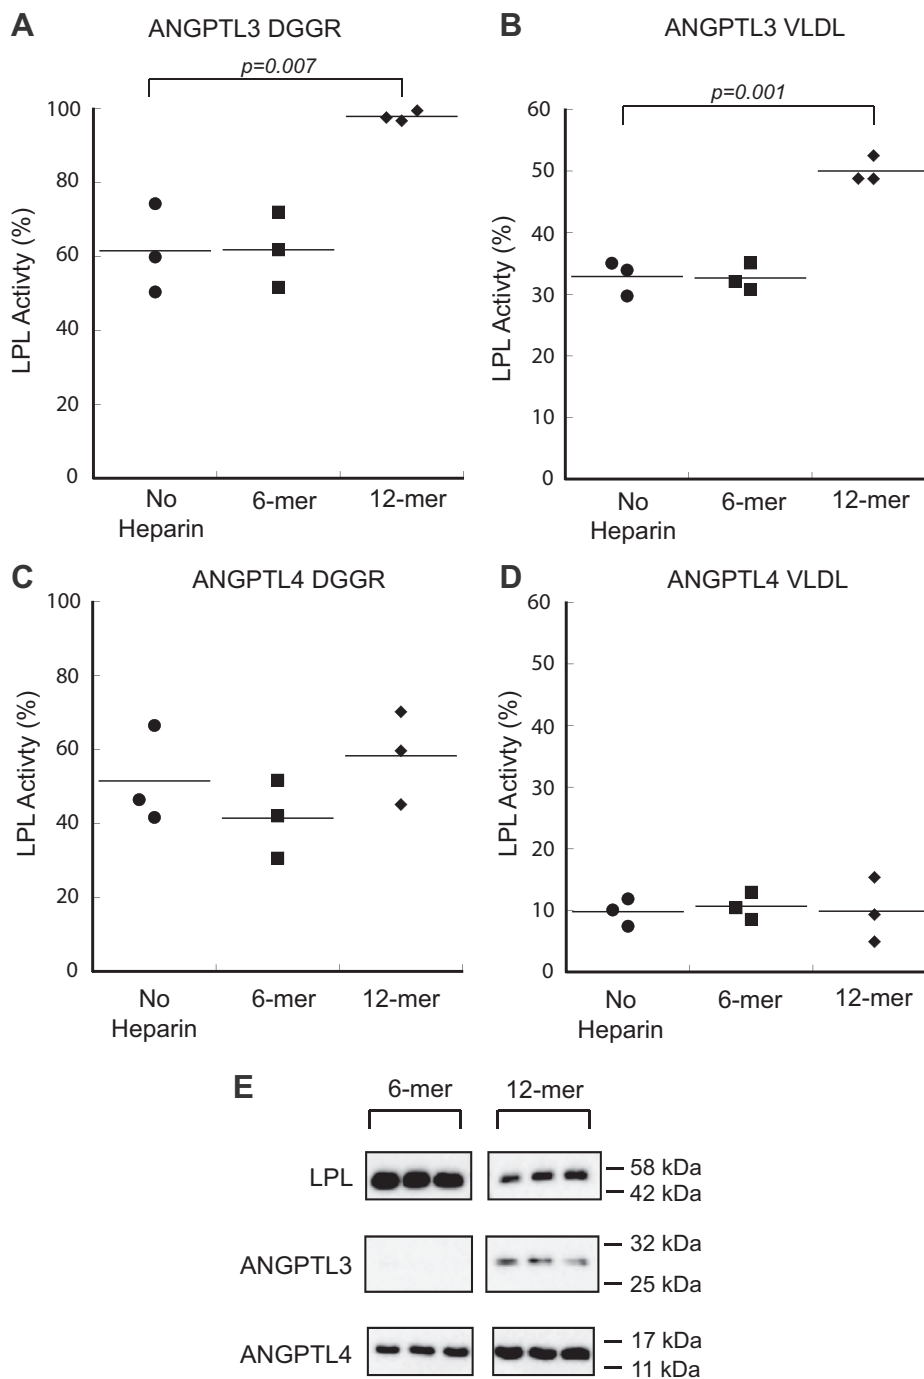 A
ANGPTL3 DGGR
p=0.007
LPL Activty (%)
100
80
60
40
20
0
No Heparin
6-mer
12-mer
B
ANGPTL3 VLDL
p=0.001
LPL Activty (%)
60
50
40
30
20
10
0
No Heparin
6-mer
12-mer
C
ANGPTL4 DGGR
LPL Activty (%)
100
80
60
40
20
0
No Heparin
6-mer
12-mer
D
ANGPTL4 VLDL
LPL Activty (%)
60
50
40
30
20
10
0
No Heparin
6-mer
12-mer
E
6-mer
12-mer
LPL
58 kDa
42 kDa
ANGPTL3
32 kDa
25 kDa
ANGPTL4
17 kDa
11 kDa